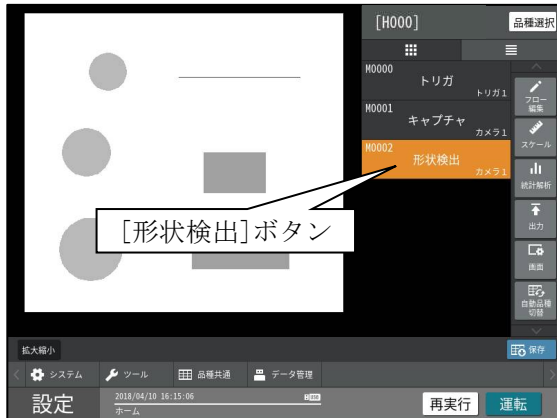 [H000]
品種選択
M0000
トリガ
トリガ1
M0001
キャプチャ
カメラ1
M0002
形状検出
カメラ1
フロー
編集
スケール
統計解析
出力
画面
自動品種
切替
[形状検出]ボタン
拡大縮小
保存
システム
ツール
品種共通
データ管理
設定
2018/04/10 16:15:06
ホーム
再実行
運転